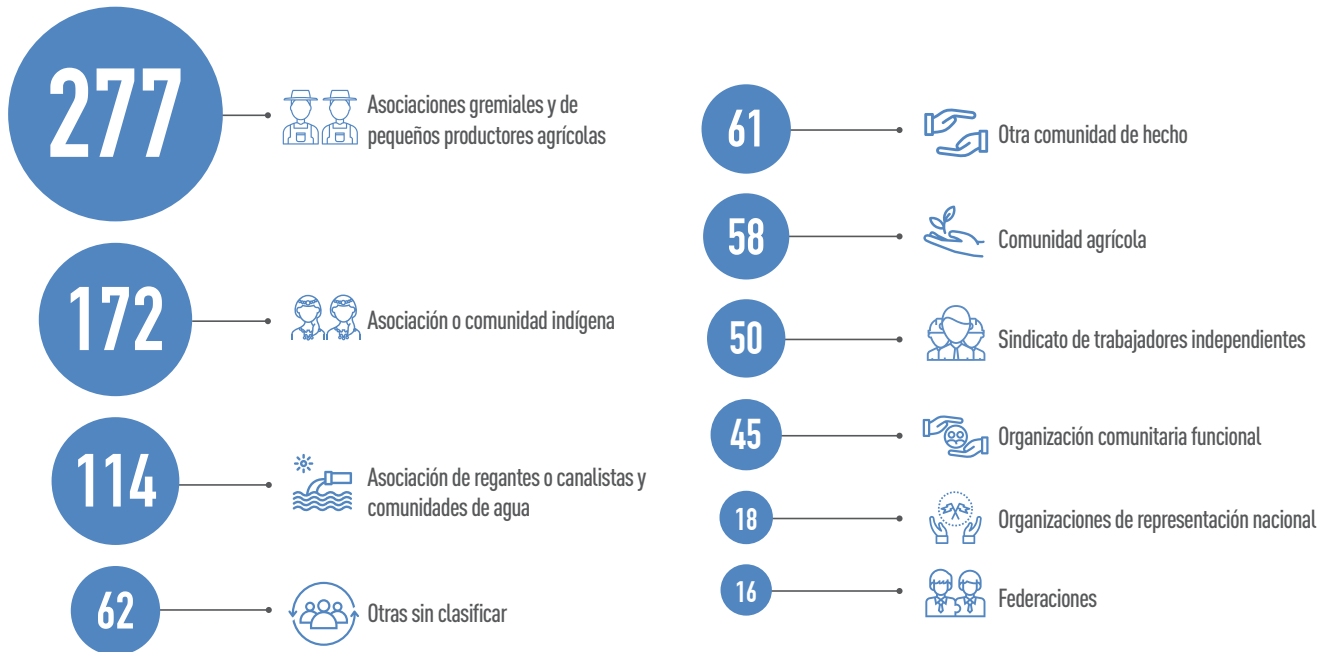 277
Asociaciones gremiales y de
pequeños productores agrícolas
172
Asociación o comunidad indígena
114
Asociación de regantes o canalistas y
comunidades de agua
62
Otras sin clasificar
61
Otra comunidad de hecho
58
Comunidad agrícola
50
Sindicato de trabajadores independientes
45
Organización comunitaria funcional
18
Organizaciones de representación nacional
16
Federaciones